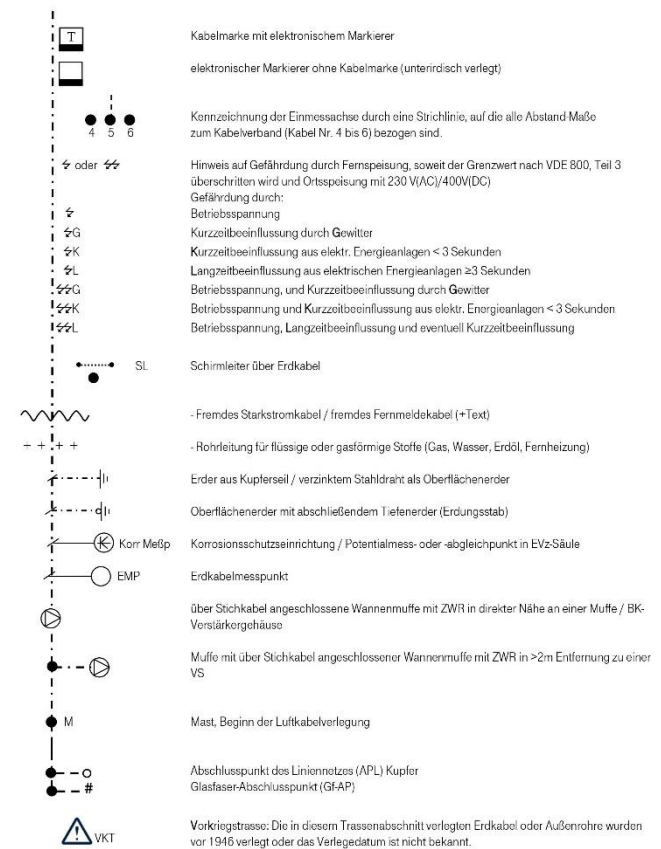 T Kabelmarke mit elektronischem Markierer
elektronischer Markierer ohne Kabelmarke (unterirdisch verlegt)
Kennzeichnung der Einmessachse durch eine Strichlinie, auf die alle Abstand-Maße
4 5 6 zum Kabelverband (Kabel Nr. 4 bis 6) bezogen sind.
oder Hinweis auf Gefährdung durch Fernspeisung, soweit der Grenzwert nach VDE 800, Teil 3
überschritten wird und Ortsspeisung mit 230 V(AC)/400V(DC)
Gefährdung durch:
Betriebsspannung
G Kurzzeitbeeinflussung durch Gewitter
K Kurzzeitbeeinflussung aus elektr. Energieanlagen < 3 Sekunden
L Langzeitbeeinflussung aus elektrischen Energieanlagen ≥3 Sekunden
G Betriebsspannung, und Kurzzeitbeeinflussung durch Gewitter
K Betriebsspannung und Kurzzeitbeeinflussung aus elektr. Energieanlagen < 3 Sekunden
L Betriebsspannung, Langzeitbeeinflussung und eventuell Kurzzeitbeeinflussung
SL Schirmleiter über Erdkabel
- Fremdes Starkstromkabel / fremdes Fernmeldekabel (+Text)
+ + + + - Rohrleitung für flüssige oder gasförmige Stoffe (Gas, Wasser, Erdöl, Fernheizung)
Erder aus Kupferseil / verzinktem Stahldraht als Oberflächenerder
Oberflächenerder mit abschließendem Tiefenerder (Erdungsstab)
Korr Meßp Korrosionsschutzeinrichtung / Potentialmess- oder -abgleichpunkt in EVz-Säule
EMP Erdkabelmesspunkt
über Stichkabel angeschlossene Wannenmuffe mit ZWR in direkter Nähe an einer Muffe / BK-
Verstärkergehäuse
Muffe mit über Stichkabel angeschlossener Wannenmuffe mit ZWR in >2m Entfernung zu einer
VS
M Mast, Beginn der Luftkabelverlegung
Abschlusspunkt des Liniennetzes (APL) Kupfer
# Glasfaser-Abschlusspunkt (Gf-AP)
VKT Vorkriegstrasse: Die in diesem Trassenabschnitt verlegten Erdkabel oder Außenrohre wurden
vor 1946 verlegt oder das Verlegedatum ist nicht bekannt.